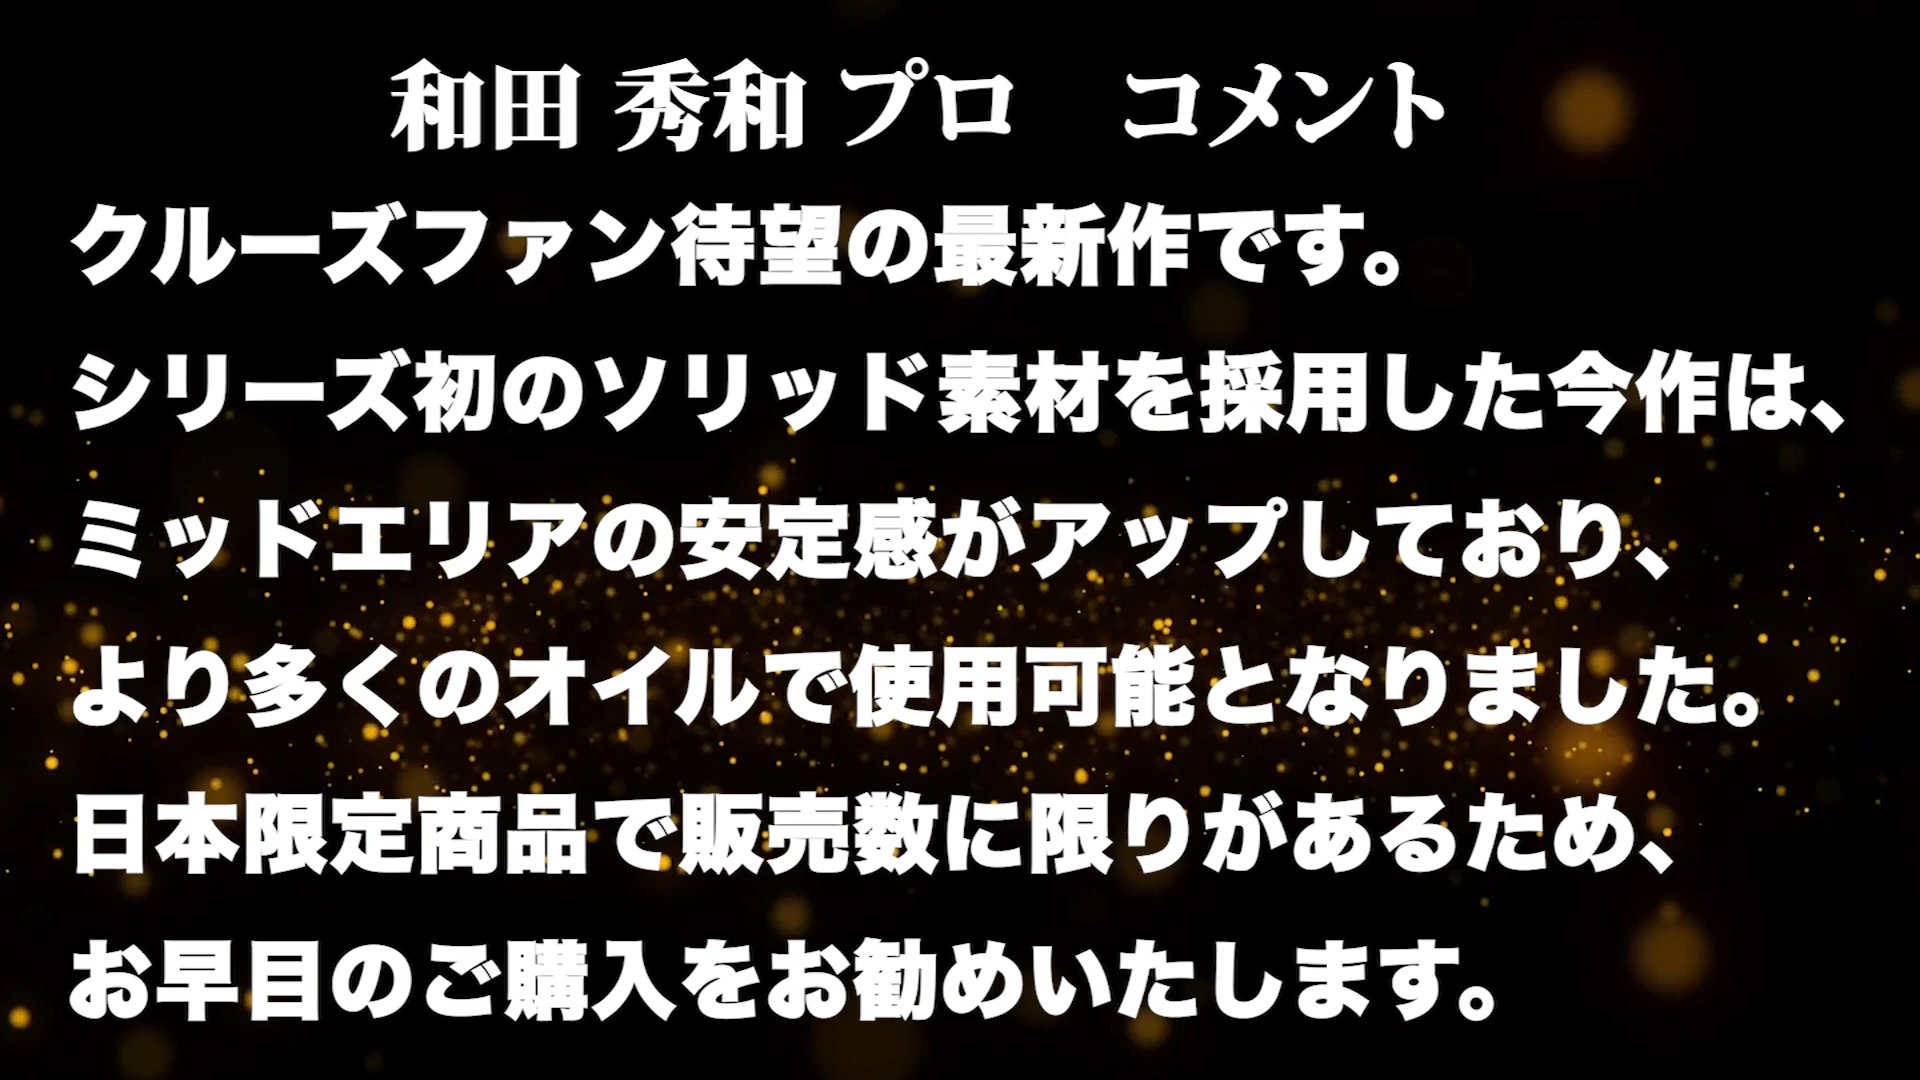 和田 秀和 プロ　コメント
クルーズファン待望の最新作です。
シリーズ初のソリッド素材を採用した今作は、
ミッドエリアの安定感がアップしており、
より多くのオイルで使用可能となりました。
日本限定商品で販売数に限りがあるため、
お早目のご購入をお勧めいたします。